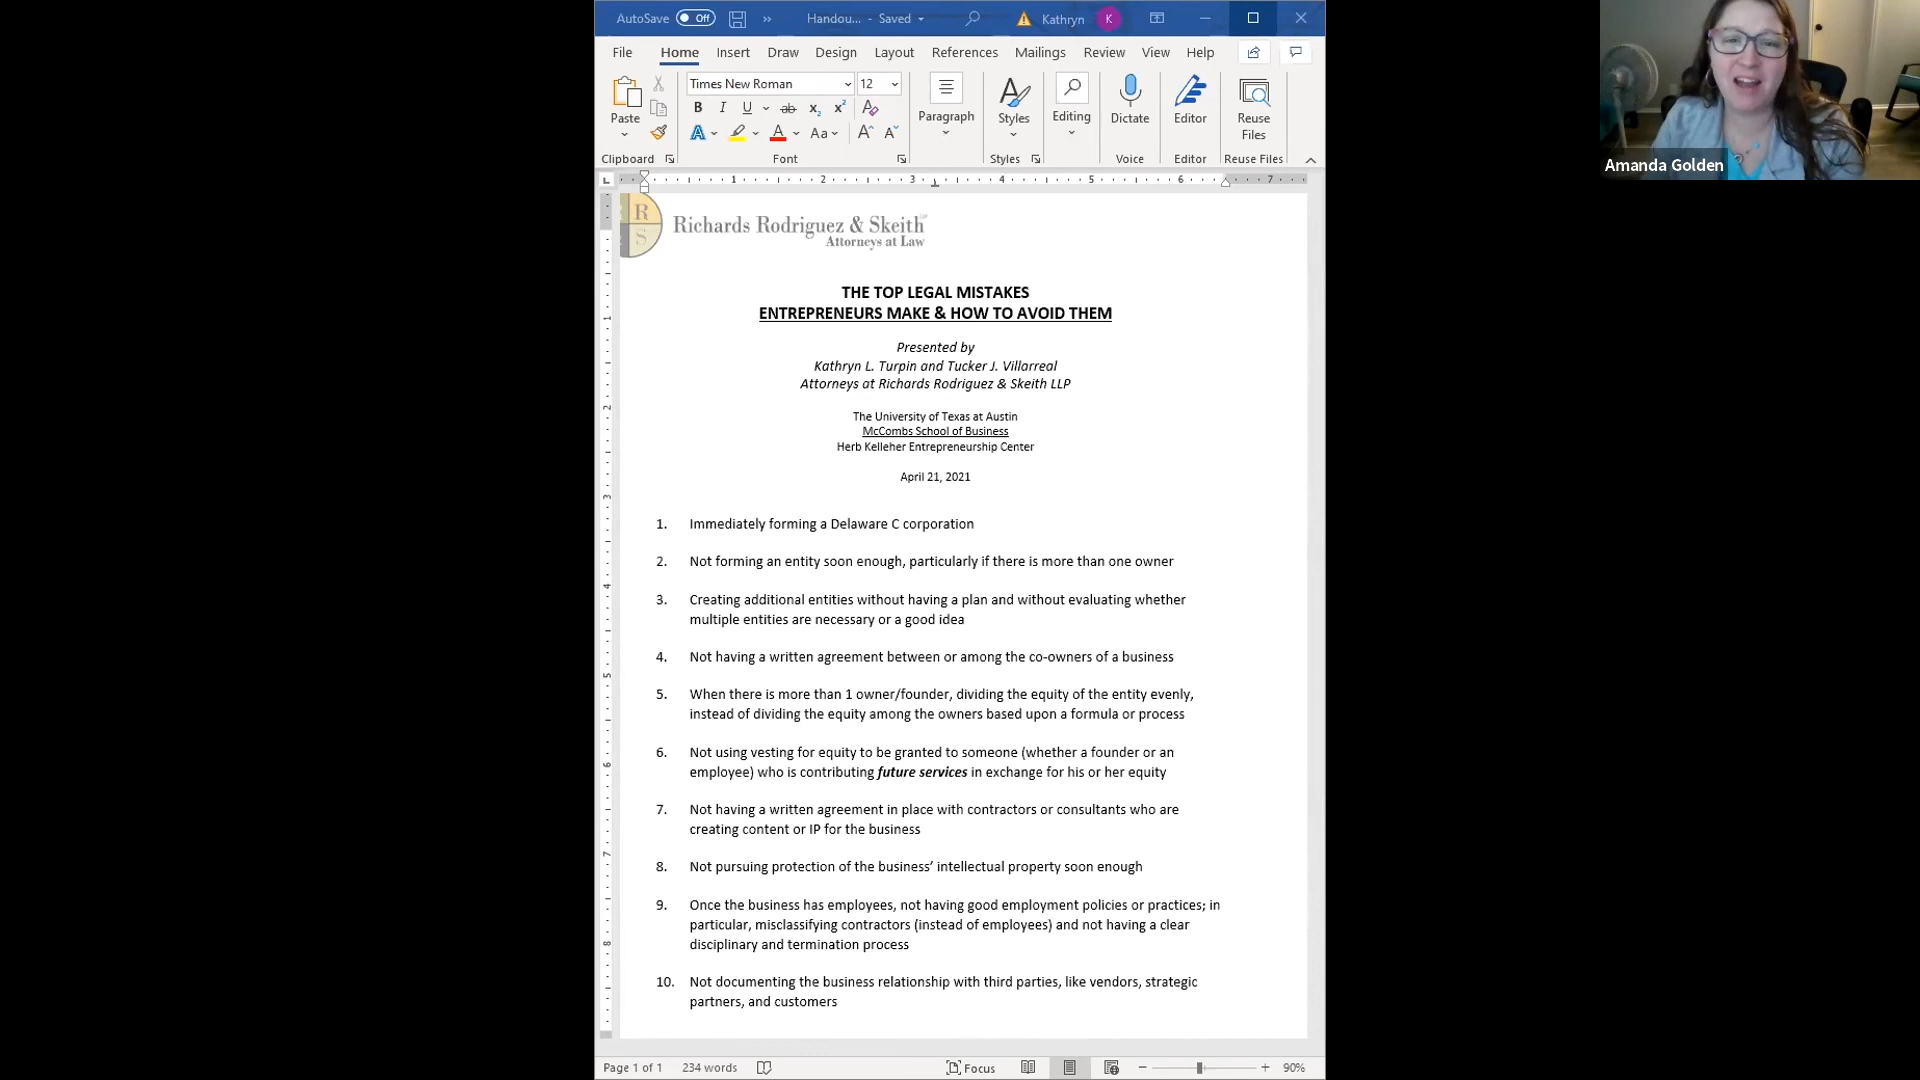 AutoSave Off Handou... - Saved Kathryn K
File Home Insert Draw Design Layout References Mailings Review View Help
Times New Roman 12
Paste B I U ab x2 x2 A Paragraph Styles Editing Dictate Editor Reuse Files
A A Aa A A
Clipboard Font Styles Voice Editor Reuse Files
Amanda Golden
L 1 2 3 4 5 6 7
R S
Richards Rodriguez & Skeith LLP
Attorneys at Law
THE TOP LEGAL MISTAKES
ENTREPRENEURS MAKE & HOW TO AVOID THEM
Presented by
Kathryn L. Turpin and Tucker J. Villarreal
Attorneys at Richards Rodriguez & Skeith LLP
The University of Texas at Austin
McCombs School of Business
Herb Kelleher Entrepreneurship Center
April 21, 2021
1. Immediately forming a Delaware C corporation
2. Not forming an entity soon enough, particularly if there is more than one owner
3. Creating additional entities without having a plan and without evaluating whether
multiple entities are necessary or a good idea
4. Not having a written agreement between or among the co-owners of a business
5. When there is more than 1 owner/founder, dividing the equity of the entity evenly,
instead of dividing the equity among the owners based upon a formula or process
6. Not using vesting for equity to be granted to someone (whether a founder or an
employee) who is contributing future services in exchange for his or her equity
7. Not having a written agreement in place with contractors or consultants who are
creating content or IP for the business
8. Not pursuing protection of the business’ intellectual property soon enough
9. Once the business has employees, not having good employment policies or practices; in
particular, misclassifying contractors (instead of employees) and not having a clear
disciplinary and termination process
10. Not documenting the business relationship with third parties, like vendors, strategic
partners, and customers
Page 1 of 1 234 words Focus 90%